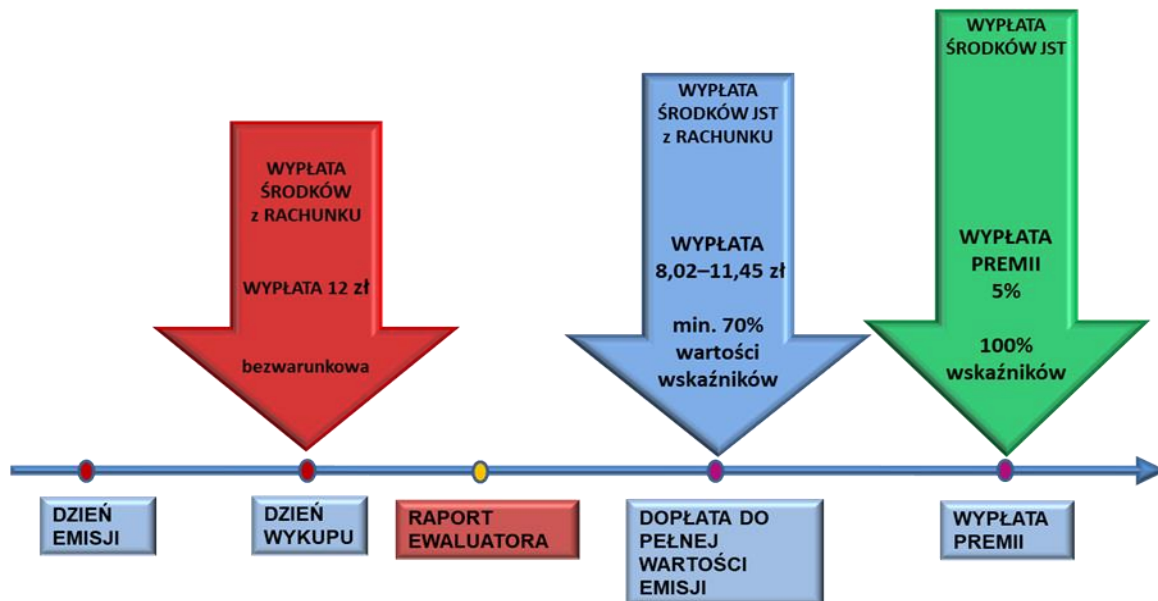 WYPŁATA
ŚRODKÓW
z RACHUNKU
WYPŁATA 12 zł
bezwarunkowa
WYPŁATA
ŚRODKÓW JST
z RACHUNKU
WYPŁATA
8,02–11,45 zł
min. 70%
wartości
wskaźników
WYPŁATA
ŚRODKÓW JST
WYPŁATA
PREMII
5%
100%
wskaźników
DZIEŃ
EMISJI
DZIEŃ
WYKUPU
RAPORT
EWALUATORA
DOPŁATA DO
PEŁNEJ
WARTOŚCI
EMISJI
WYPŁATA
PREMII